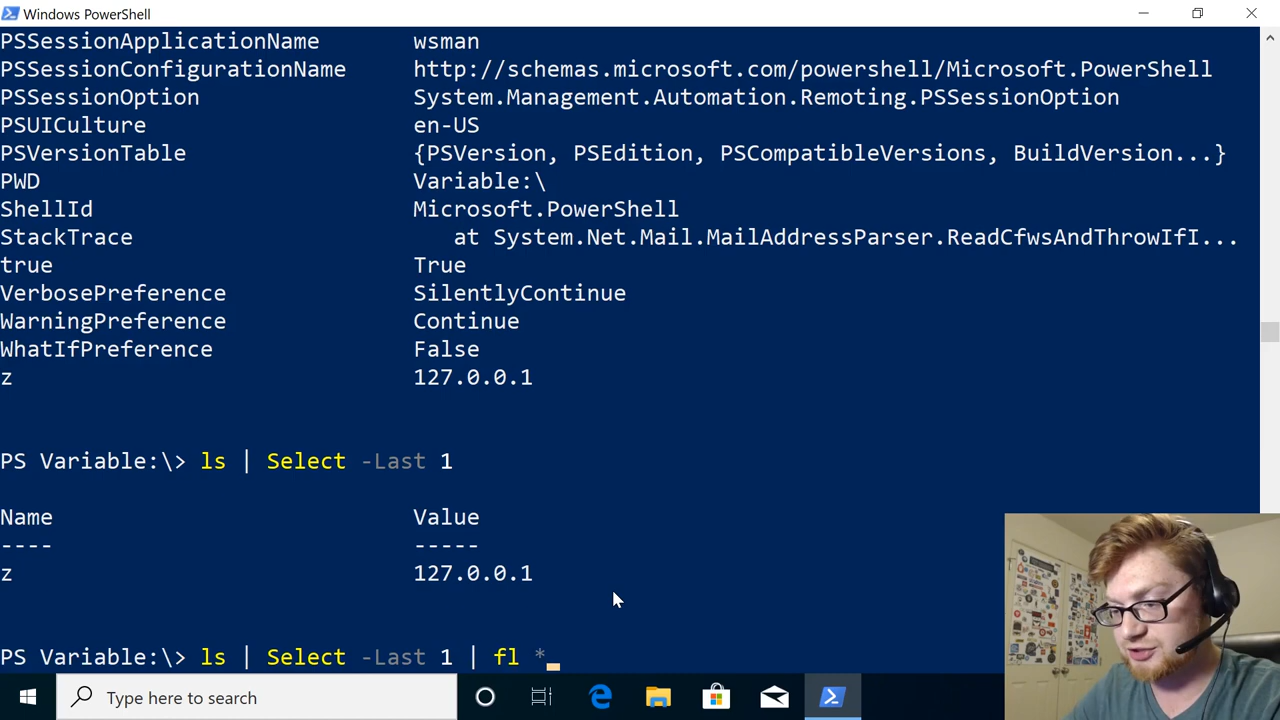 Windows PowerShell
PSSessionApplicationName wsman
PSSessionConfigurationName http://schemas.microsoft.com/powershell/Microsoft.PowerShell
PSSessionOption System.Management.Automation.Remoting.PSSessionOption
PSUICulture en-US
PSVersionTable {PSVersion, PSEdition, PSCompatibleVersions, BuildVersion...}
PWD Variable:\
ShellId Microsoft.PowerShell
StackTrace at System.Net.Mail.MailAddressParser.ReadCfwsAndThrowIfI...
true True
VerbosePreference SilentlyContinue
WarningPreference Continue
WhatIfPreference False
z 127.0.0.1
PS Variable:\> ls | Select -Last 1
Name Value
---- -----
z 127.0.0.1
PS Variable:\> ls | Select -Last 1 | fl *
Type here to search